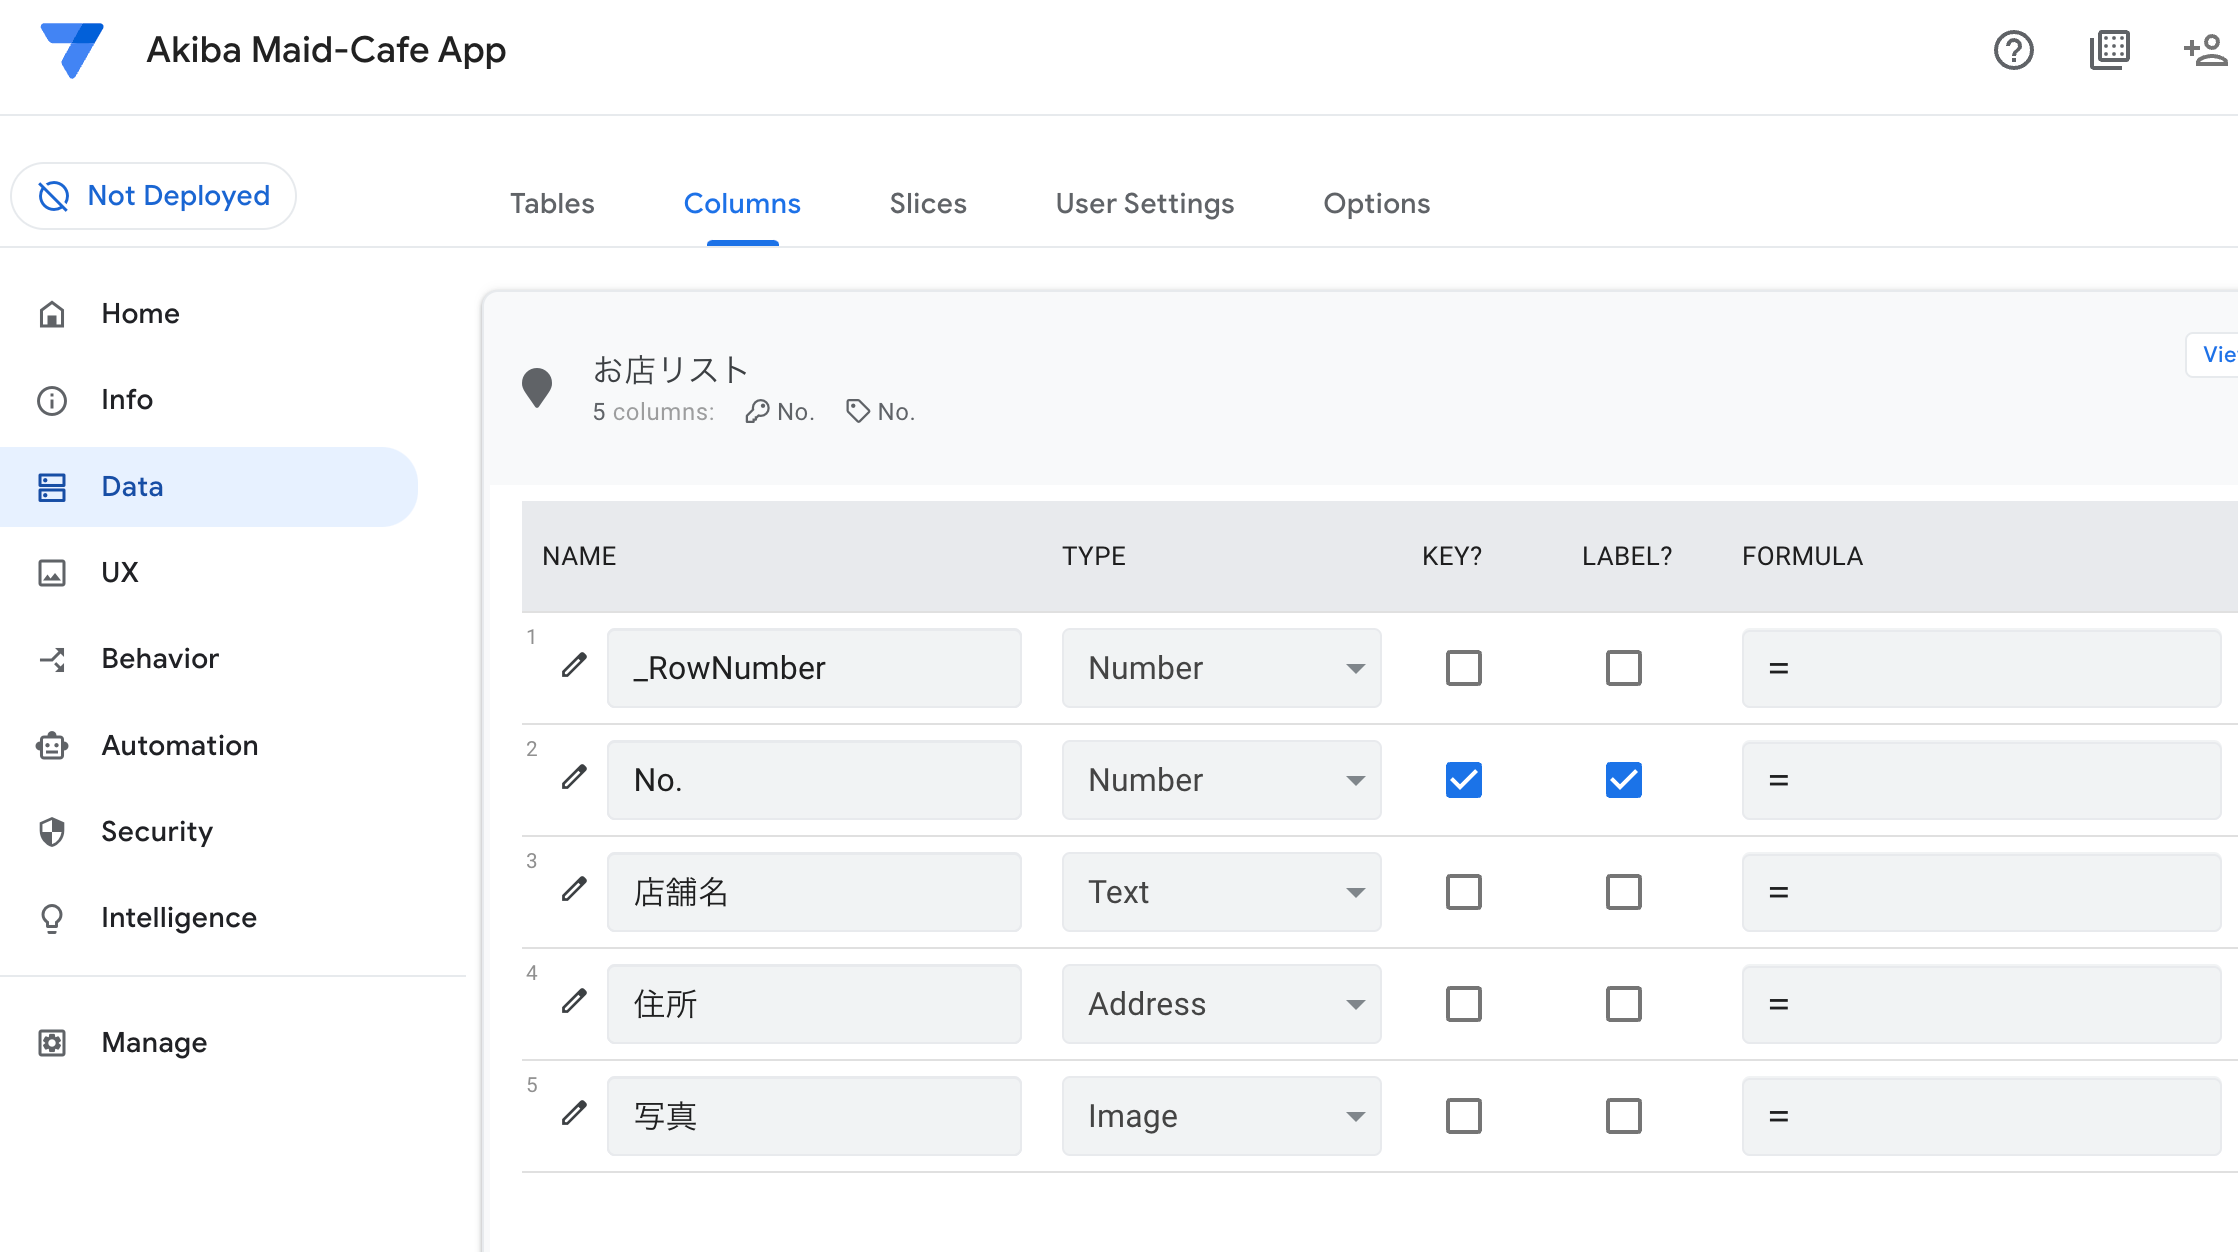 Akiba Maid-Cafe App
Not Deployed
Tables Columns Slices User Settings Options
Home
Info
Data
UX
Behavior
Automation
Security
Intelligence
Manage
お店リスト
5 columns: No. No.
Vie
NAME TYPE KEY? LABEL? FORMULA
1 _RowNumber Number =
2 No. Number =
3 店舗名 Text =
4 住所 Address =
5 写真 Image =